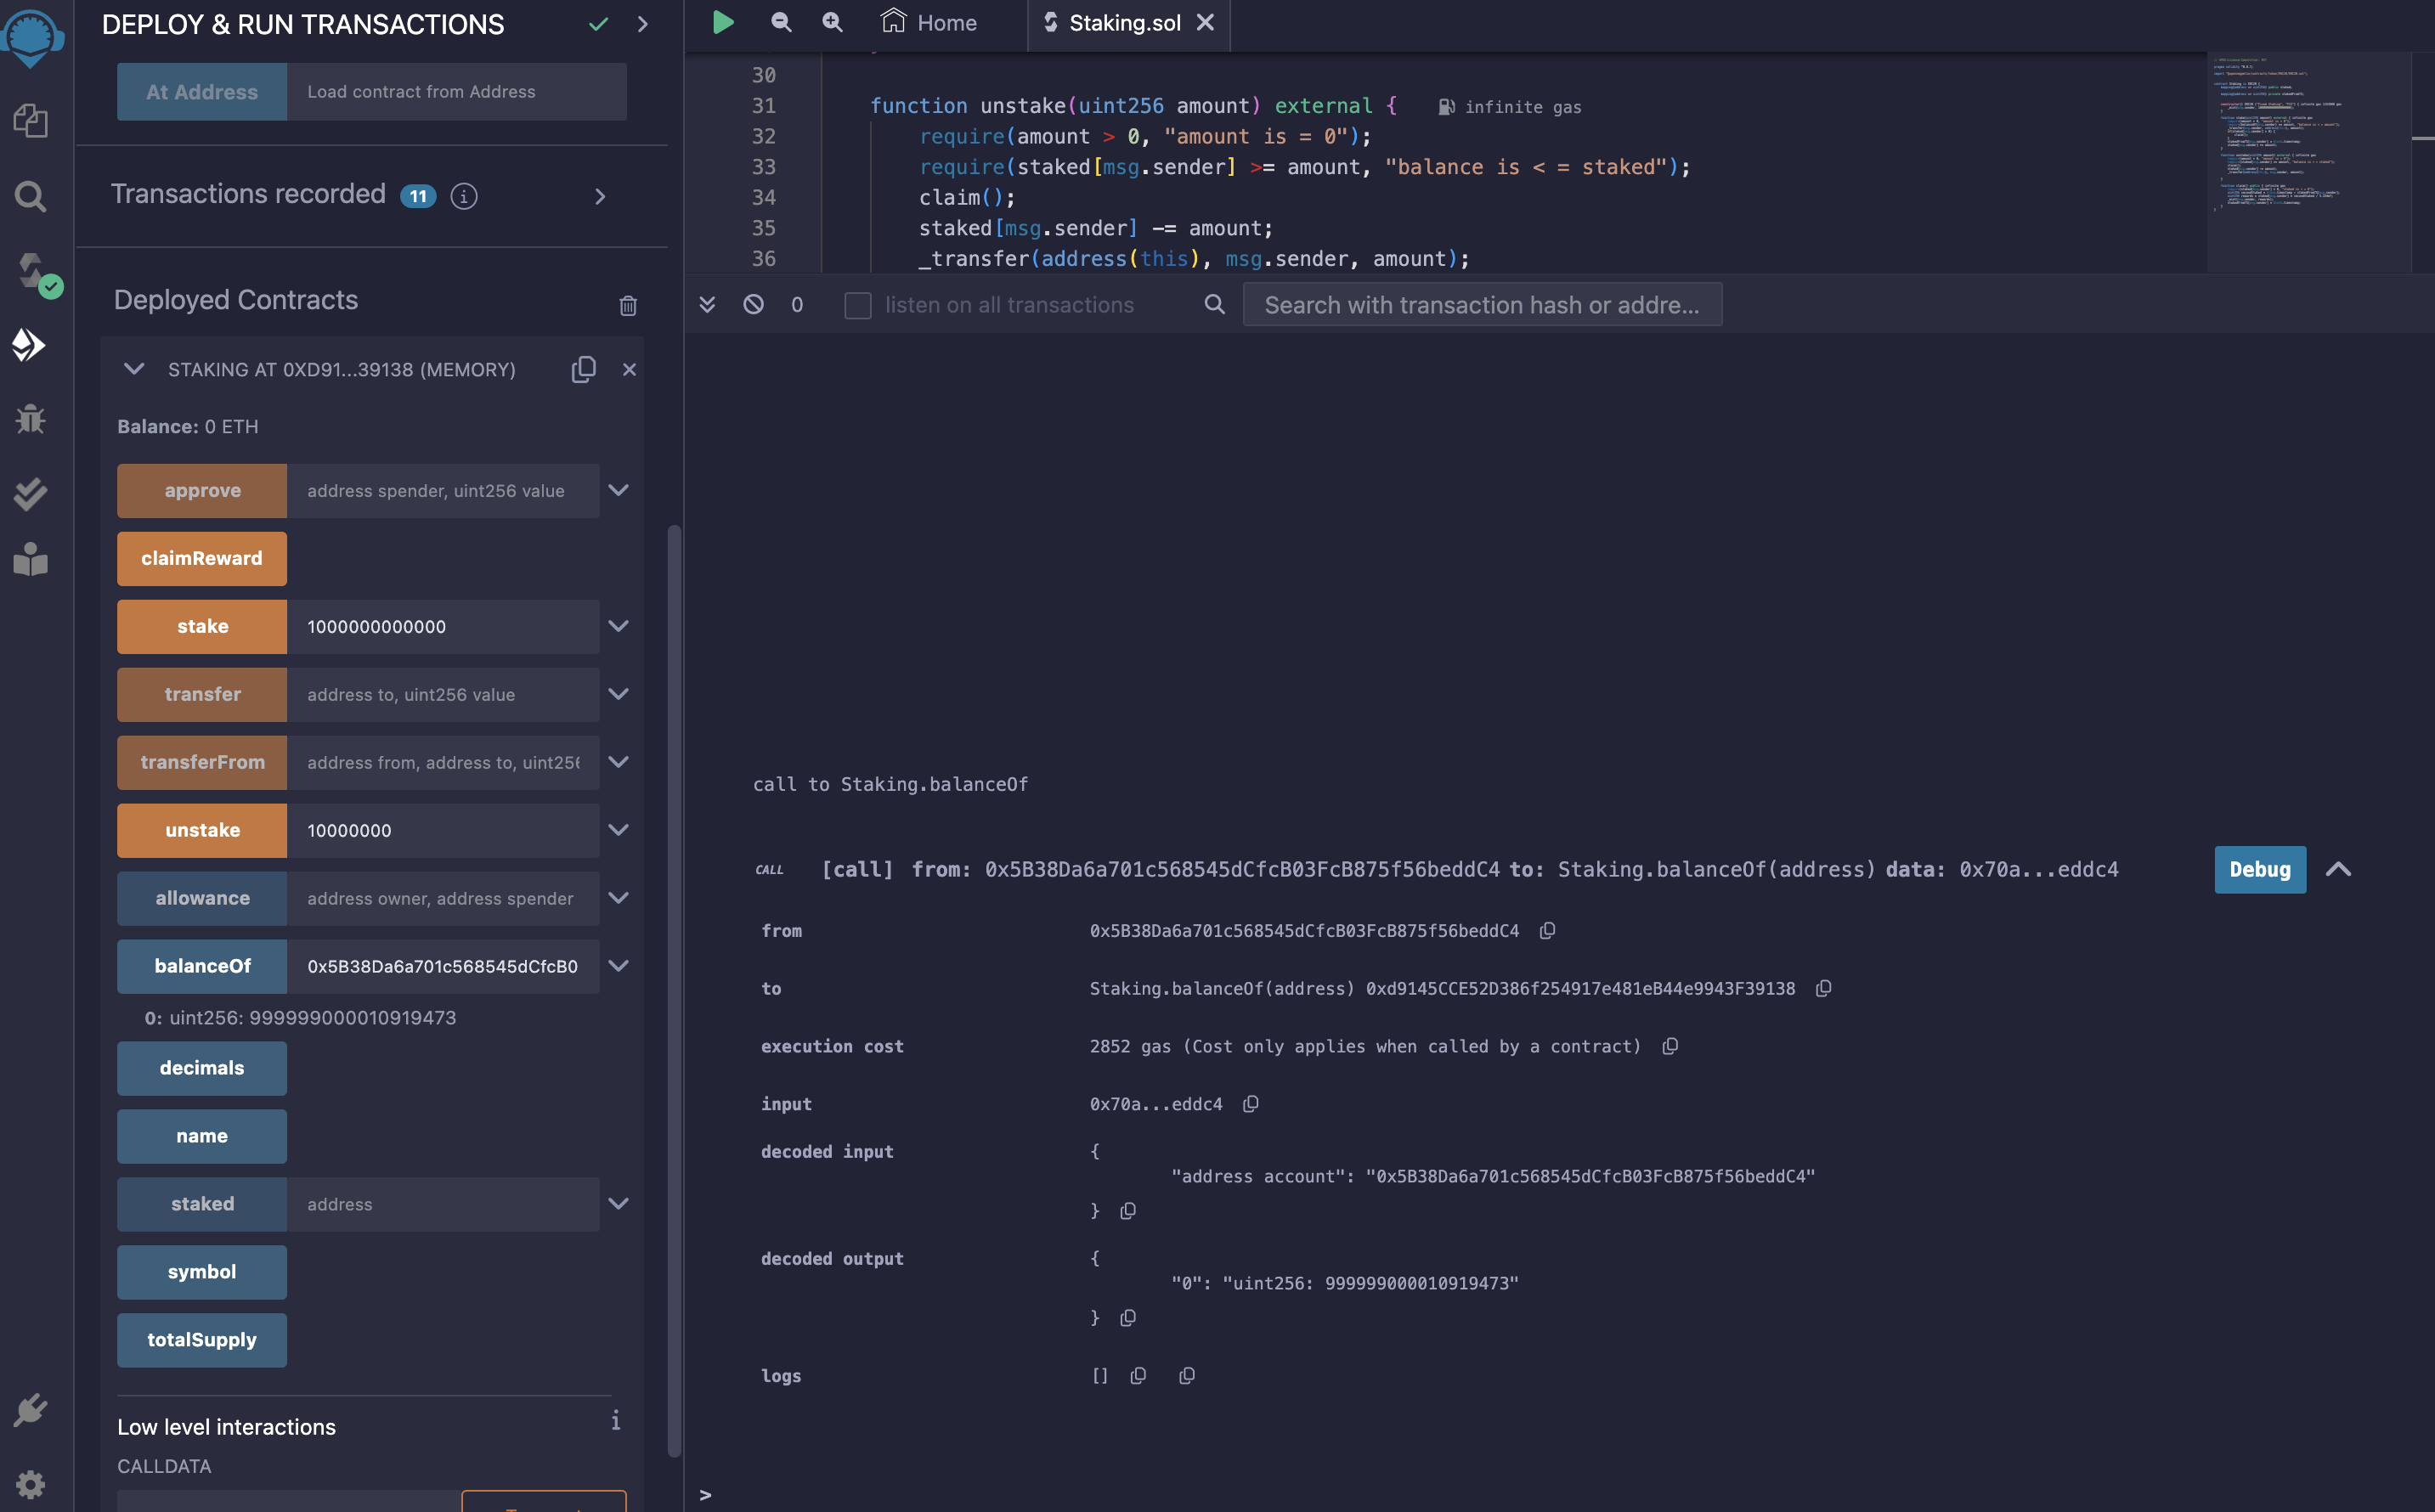 DEPLOY & RUN TRANSACTIONS
At Address
Load contract from Address
Transactions recorded 11 i
Deployed Contracts
STAKING AT 0XD91...39138 (MEMORY)
Balance: 0 ETH
approve
address spender, uint256 value
claimReward
stake
1000000000000
transfer
address to, uint256 value
transferFrom
address from, address to, uint256
unstake
10000000
allowance
address owner, address spender
balanceOf
0x5B38Da6a701c568545dCfcB0
0: uint256: 999999000010919473
decimals
name
staked
address
symbol
totalSupply
Low level interactions
i
CALLDATA
Home
Staking.sol
30
31 function unstake(uint256 amount) external { infinite gas
32 require(amount > 0, "amount is = 0");
33 require(staked[msg.sender] >= amount, "balance is < = staked");
34 claim();
35 staked[msg.sender] -= amount;
36 _transfer(address(this), msg.sender, amount);
0
listen on all transactions
Search with transaction hash or addre...
call to Staking.balanceOf
CALL [call] from: 0x5B38Da6a701c568545dCfcB03FcB875f56beddC4 to: Staking.balanceOf(address) data: 0x70a...eddc4
Debug
from 0x5B38Da6a701c568545dCfcB03FcB875f56beddC4
to Staking.balanceOf(address) 0xd9145CCE52D386f254917e481eB44e9943F39138
execution cost 2852 gas (Cost only applies when called by a contract)
input 0x70a...eddc4
decoded input {
"address account": "0x5B38Da6a701c568545dCfcB03FcB875f56beddC4"
}
decoded output {
"0": "uint256: 999999000010919473"
}
logs []
>